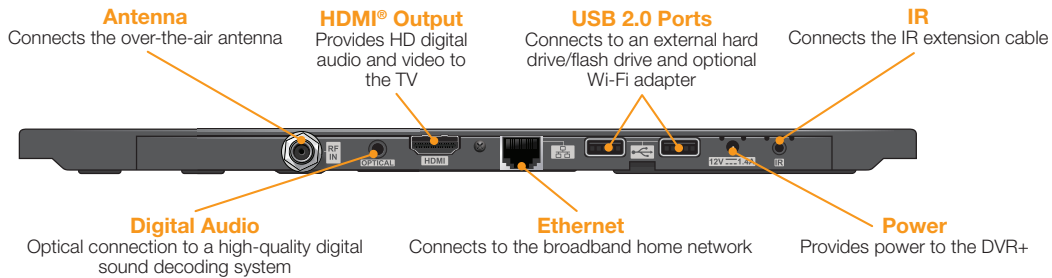 Antenna
Connects the over-the-air antenna
HDMI® Output
Provides HD digital
audio and video to
the TV
USB 2.0 Ports
Connects to an external hard
drive/flash drive and optional
Wi-Fi adapter
IR
Connects the IR extension cable
RF
IN
OPTICAL
HDMI
12V 1.4A
IR
Digital Audio
Optical connection to a high-quality digital
sound decoding system
Ethernet
Connects to the broadband home network
Power
Provides power to the DVR+